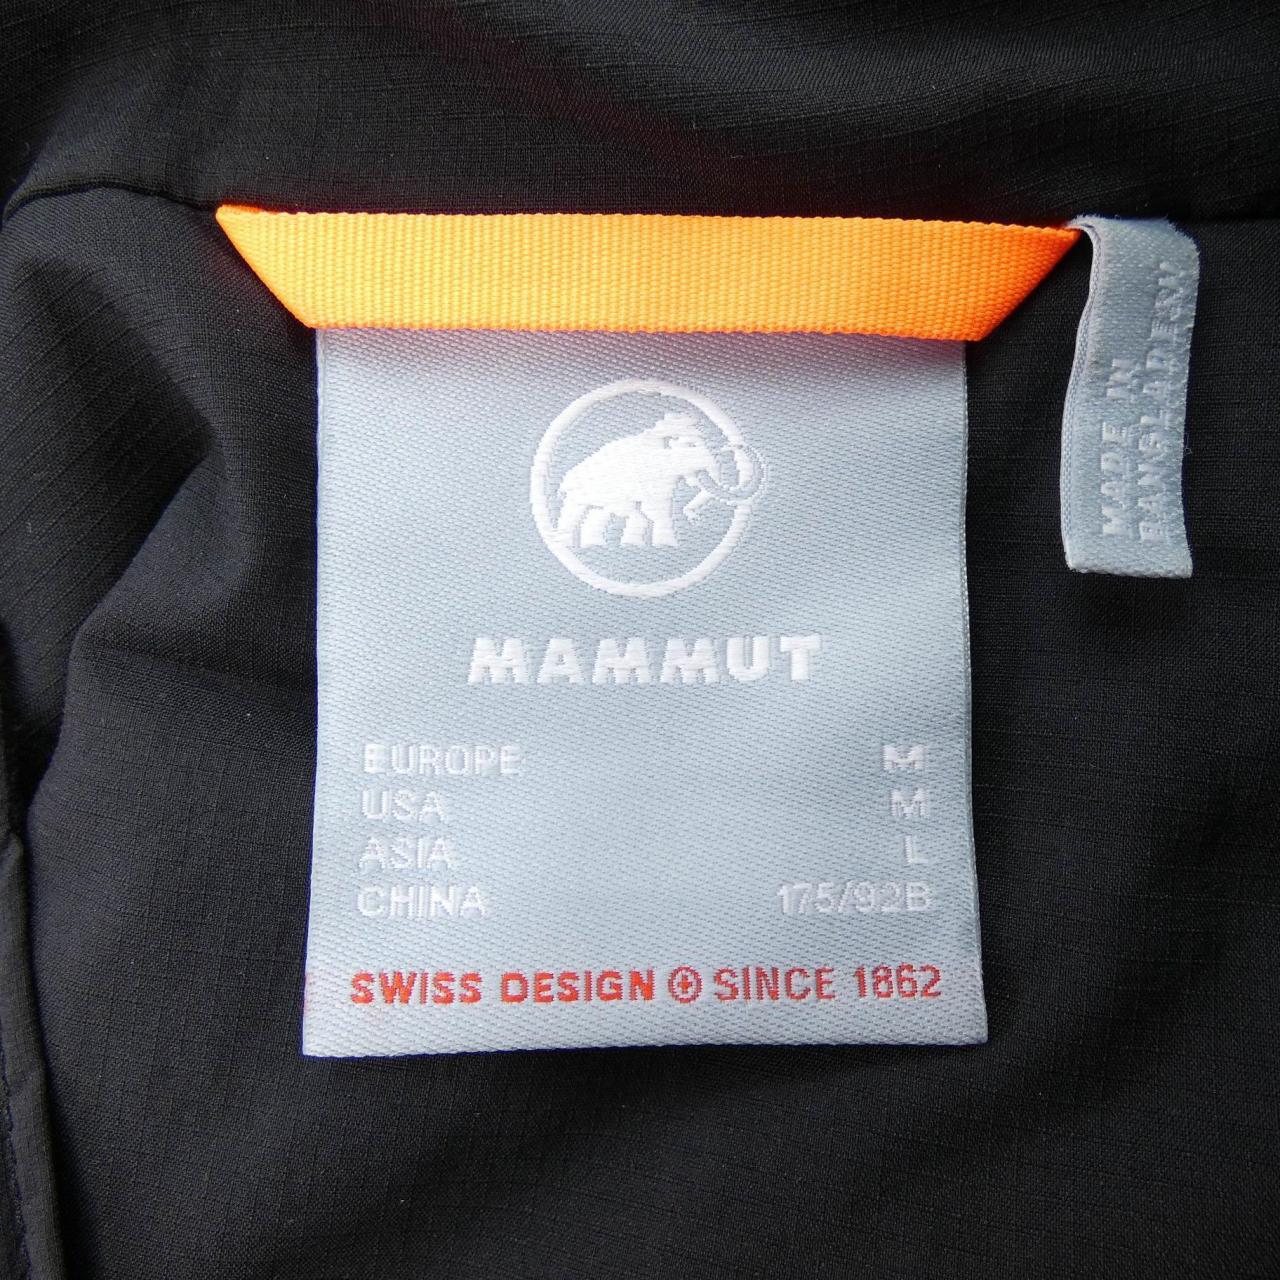 MAMMUT
EUROPE M
USA M
ASIA L
CHINA 175/92B
SWISS DESIGN SINCE 1862
MADE IN
BANGLADESH